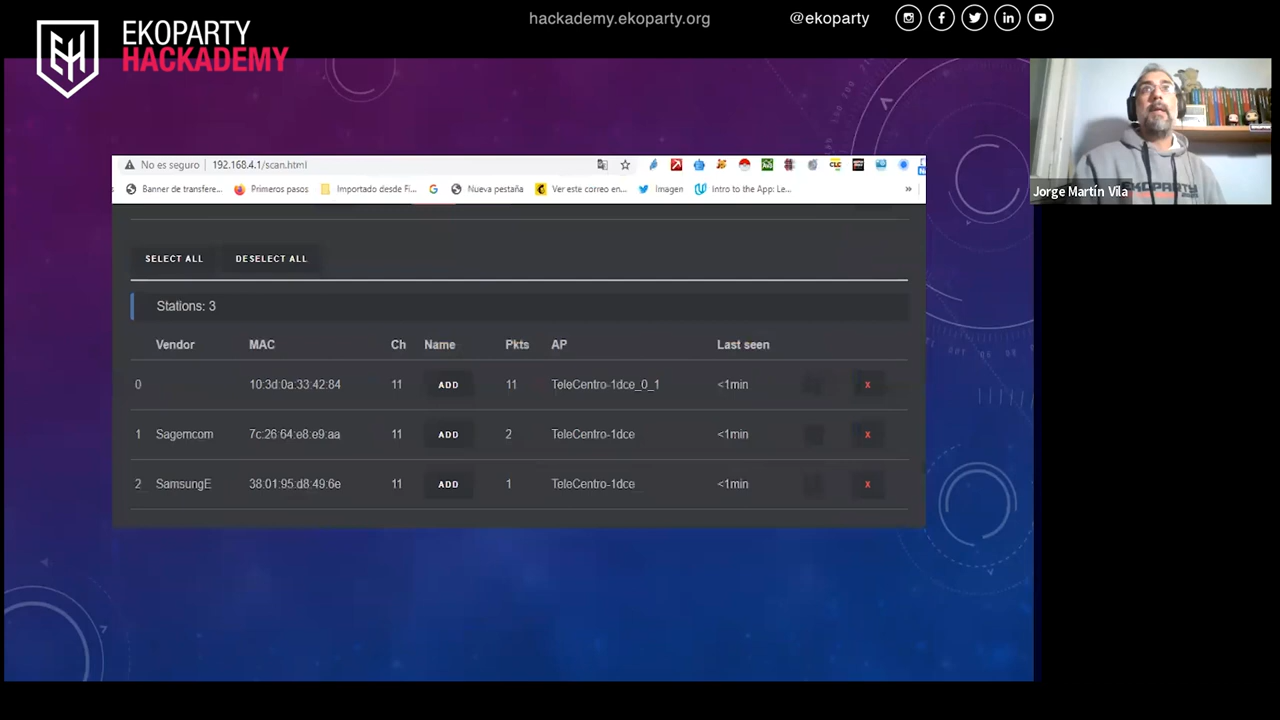 hackademy.ekoparty.org
@ekoparty
EKOPARTY
HACKADEMY
No es seguro 192.168.4.1/scan.html
Banner de transfere... Primeros pasos Importado desde Fi... Nueva pestaña Ver este correo en... Imagen Intro to the App: Le... »
SELECT ALL DESELECT ALL
Stations: 3
Vendor MAC Ch Name Pkts AP Last seen
0 10:3d:0a:33:42:84 11 ADD 11 TeleCentro-1dce_0_1 <1min X
1 Sagemcom 7c:26:64:e8:e9:aa 11 ADD 2 TeleCentro-1dce <1min X
2 SamsungE 38:01:95:d8:49:6e 11 ADD 1 TeleCentro-1dce <1min X
EKOPARTY
Jorge Martín Vila